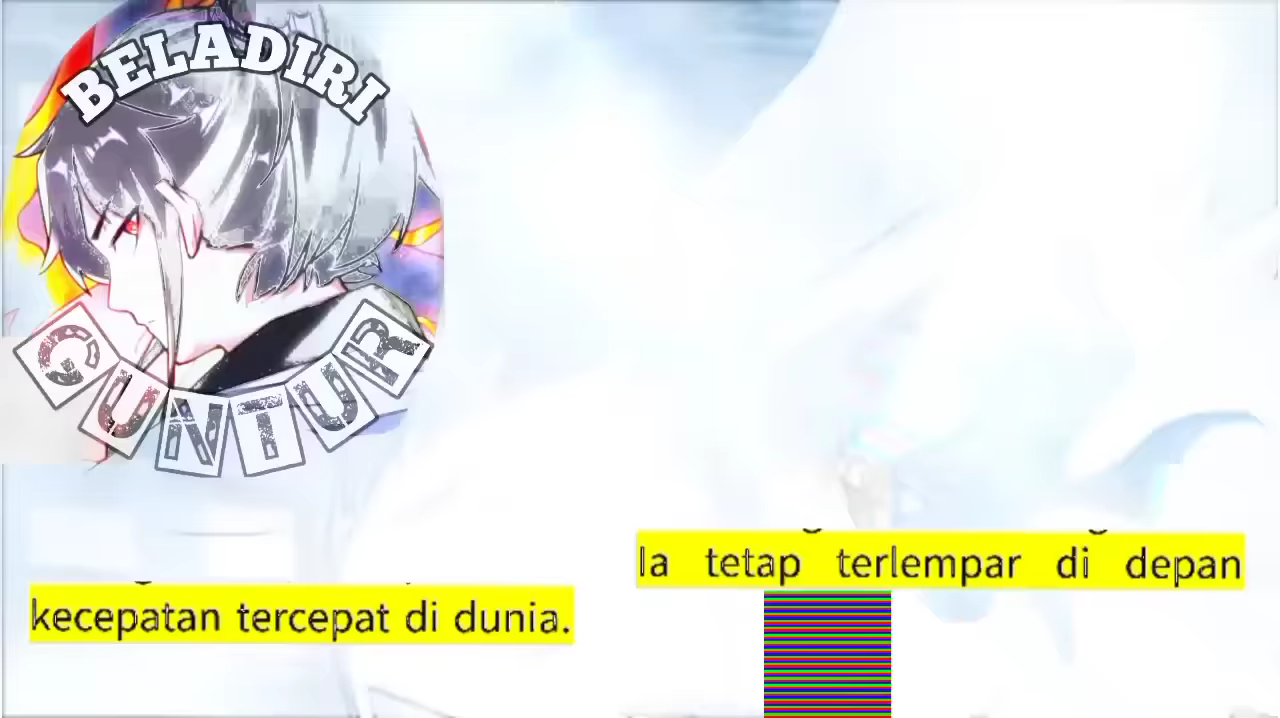 BELADIRI
GUNTUR
Ia tetap terlempar di depan
kecepatan tercepat di dunia.